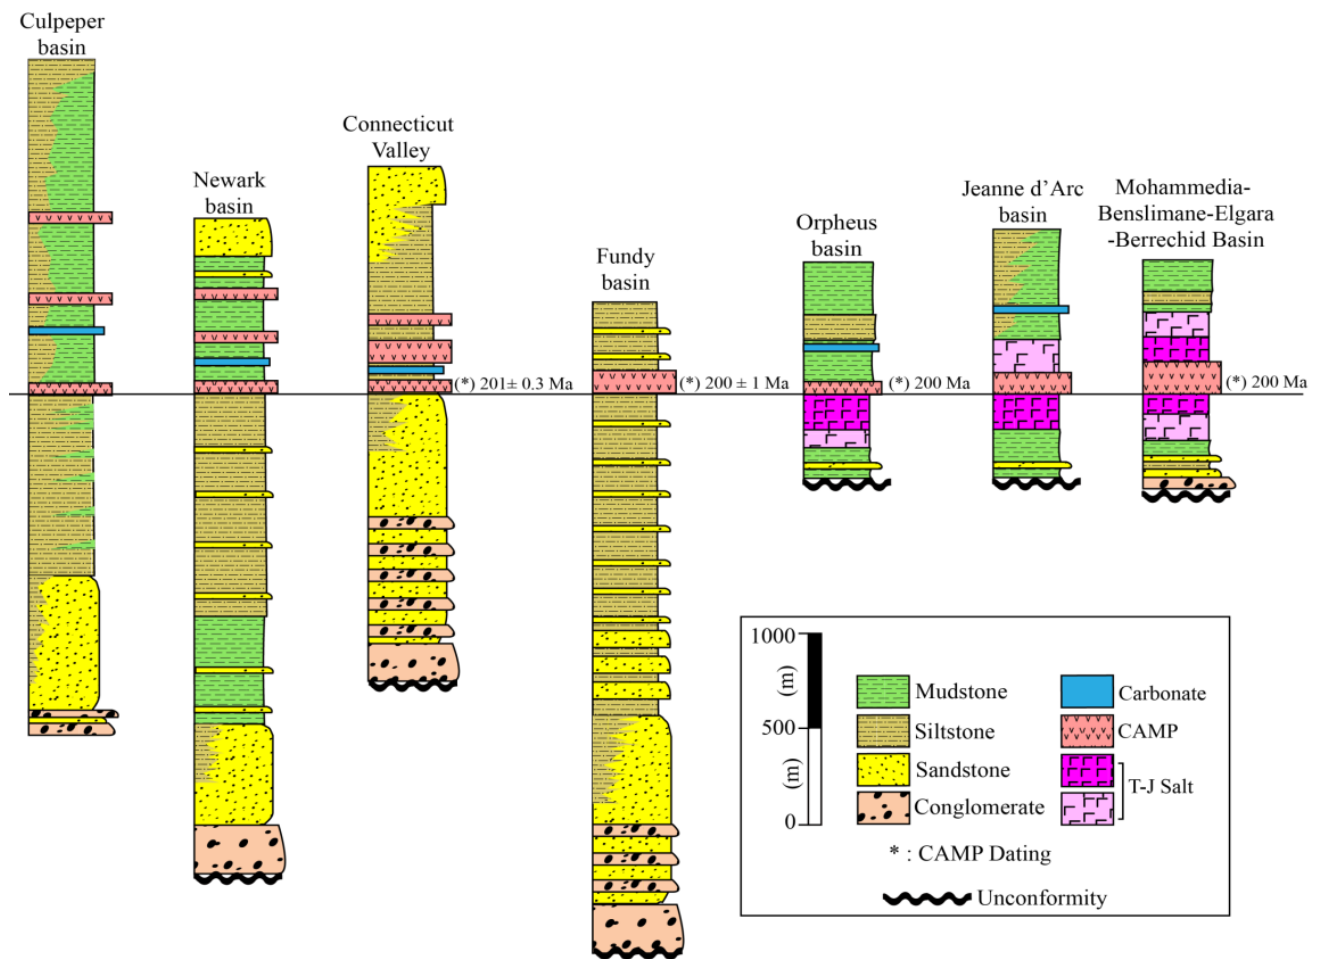 Culpeper
basin
Newark
basin
Connecticut
Valley
Fundy
basin
Orpheus
basin
Jeanne d’Arc
basin
Mohammedia-
Benslimane-Elgara
-Berrechid Basin
(*) 201± 0.3 Ma
(*) 200 ± 1 Ma
(*) 200 Ma
(*) 200 Ma
1000
(m)
500
(m)
0
Mudstone
Siltstone
Sandstone
Conglomerate
Carbonate
CAMP
T-J Salt
* : CAMP Dating
Unconformity